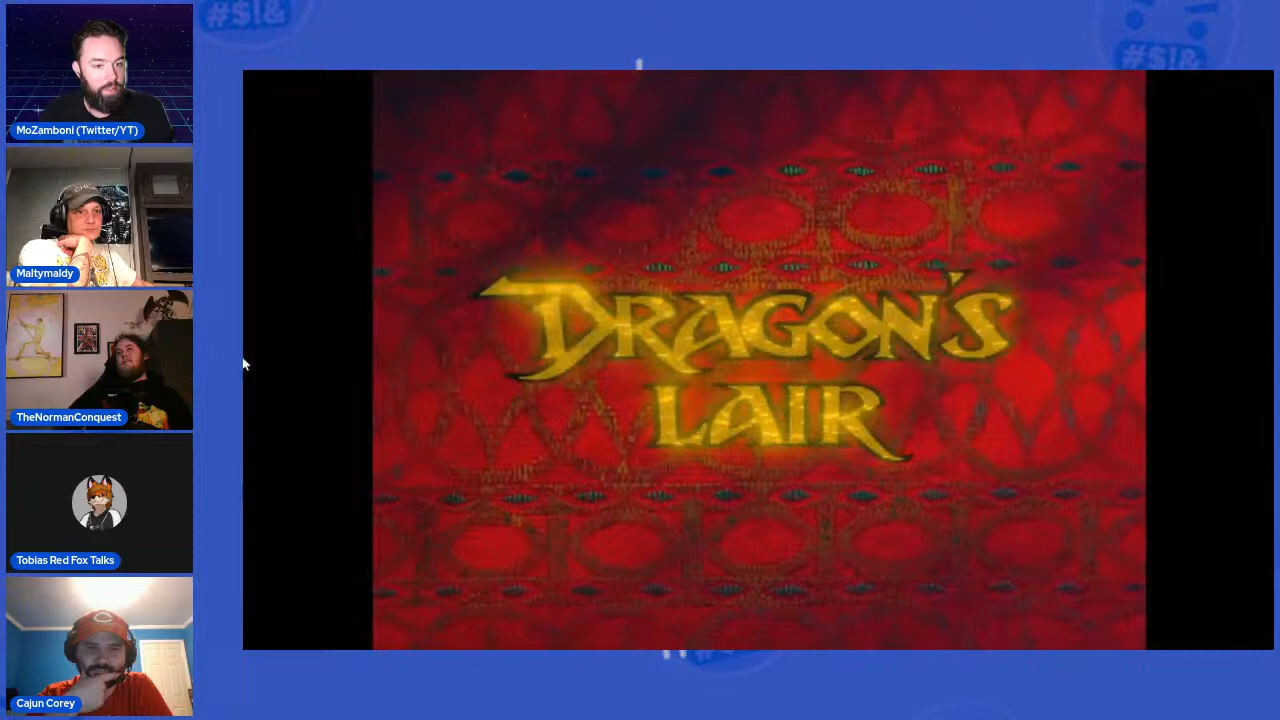 #$!&
#$!&
MoZamboni (Twitter/YT)
Maltymaldy
TheNormanConquest
Tobias Red Fox Talks
Cajun Corey
DRAGON'S
LAIR